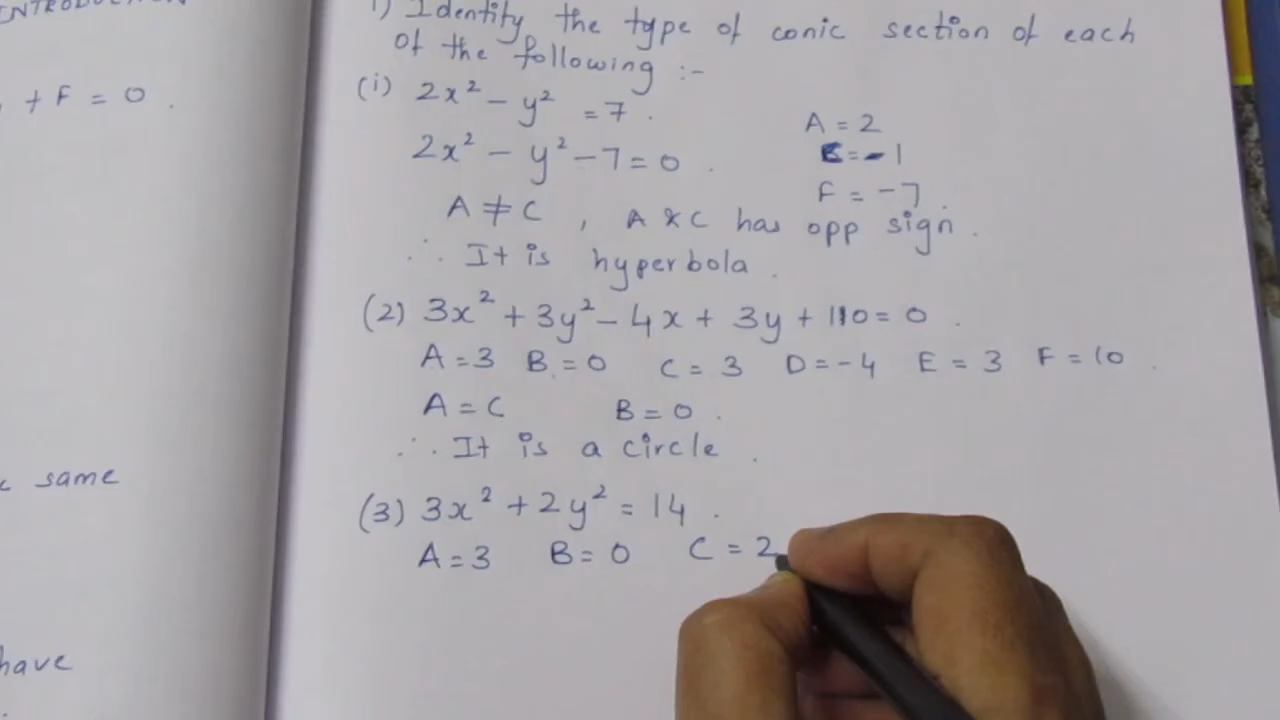 + F = 0 .
same
have
1) Identify the type of conic section of each
of the following :-
(i) 2x² - y² = 7 .
2x² - y² - 7 = 0 .
A = 2
C = - 1
F = -7 .
A ≠ C , A & C has opp sign .
∴ It is hyperbola .
(2) 3x² + 3y² - 4x + 3y + 110 = 0 .
A = 3 B = 0 C = 3 D = -4 E = 3 F = 10 .
A = C B = 0 .
∴ It is a circle .
(3) 3x² + 2y² = 14 .
A = 3 B = 0 C = 2